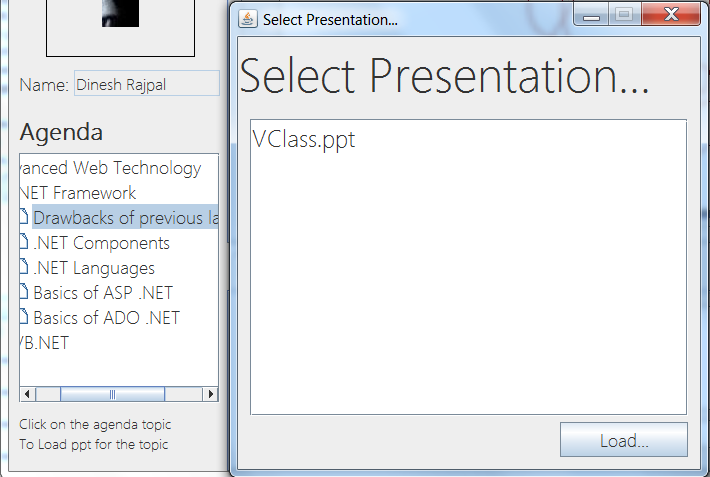 Name: Dinesh Rajpal
Agenda
vanced Web Technology
NET Framework
Drawbacks of previous la
.NET Components
.NET Languages
Basics of ASP .NET
Basics of ADO .NET
VB.NET
Click on the agenda topic
To Load ppt for the topic
Select Presentation...
Select Presentation...
VClass.ppt
Load...